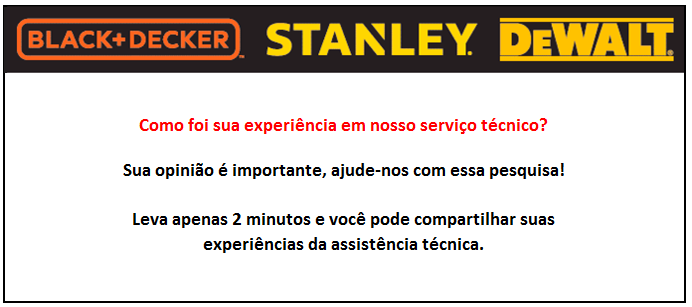 BLACK+DECKER™ STANLEY® DEWALT®
Como foi sua experiência em nosso serviço técnico?
Sua opinião é importante, ajude-nos com essa pesquisa!
Leva apenas 2 minutos e você pode compartilhar suas
experiências da assistência técnica.